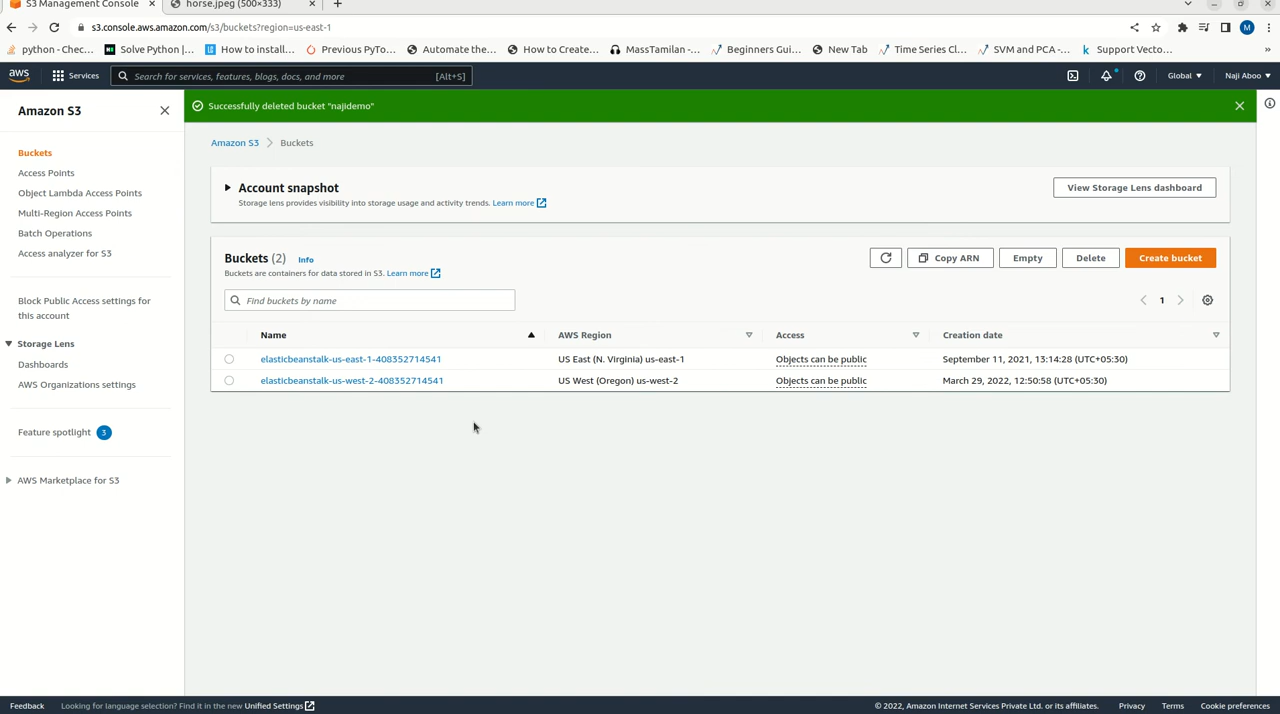 S3 Management Console
horse.jpeg (500×333)
s3.console.aws.amazon.com/s3/buckets?region=us-east-1
M
python - Chec...
Solve Python |...
How to install...
Previous PyTo...
Automate the...
How to Create...
MassTamilan -...
Beginners Gui...
New Tab
Time Series Cl...
SVM and PCA -...
Support Vecto...
»
aws
Services
Search for services, features, blogs, docs, and more
[Alt+S]
Global
Naji Aboo
Amazon S3
Successfully deleted bucket "najidemo"
Buckets
Access Points
Object Lambda Access Points
Multi-Region Access Points
Batch Operations
Access analyzer for S3
Block Public Access settings for
this account
Storage Lens
Dashboards
AWS Organizations settings
Feature spotlight 3
AWS Marketplace for S3
Amazon S3 > Buckets
Account snapshot
Storage lens provides visibility into storage usage and activity trends. Learn more
View Storage Lens dashboard
Buckets (2) Info
Buckets are containers for data stored in S3. Learn more
Copy ARN
Empty
Delete
Create bucket
Find buckets by name
1
Name AWS Region Access Creation date
elasticbeanstalk-us-east-1-408352714541 US East (N. Virginia) us-east-1 Objects can be public September 11, 2021, 13:14:28 (UTC+05:30)
elasticbeanstalk-us-west-2-408352714541 US West (Oregon) us-west-2 Objects can be public March 29, 2022, 12:50:58 (UTC+05:30)
Feedback Looking for language selection? Find it in the new Unified Settings © 2022, Amazon Internet Services Private Ltd. or its affiliates. Privacy Terms Cookie preferences